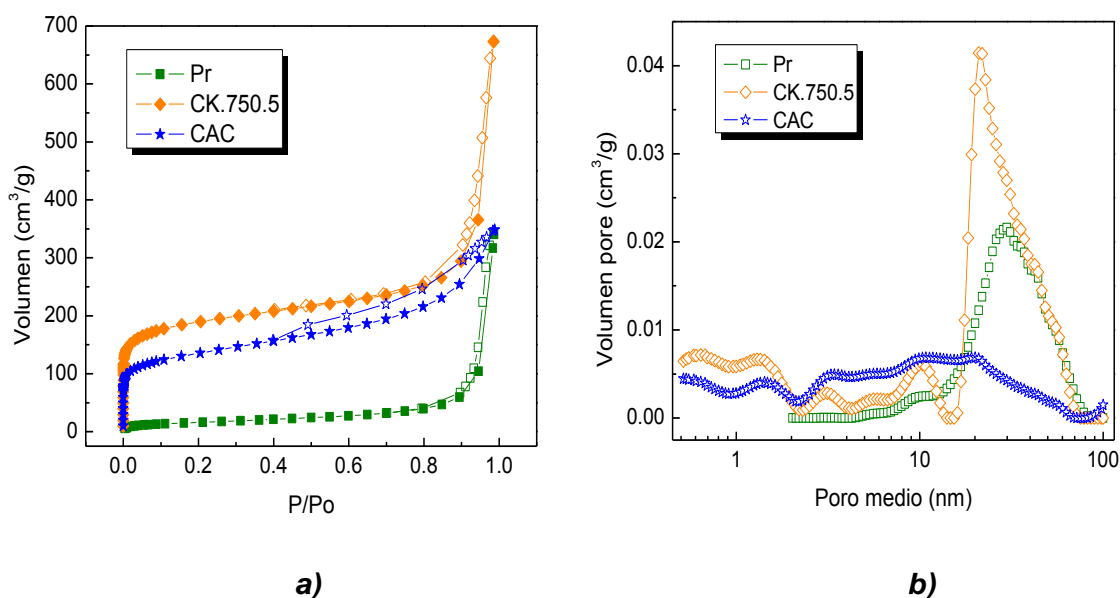 700
600
500
400
300
200
100
0
Volumen (cm³/g)
Pr
CK.750.5
CAC
0.0 0.2 0.4 0.6 0.8 1.0
P/Po
a)
0.04
0.03
0.02
0.01
0.00
Volumen pore (cm³/g)
Pr
CK.750.5
CAC
1 10 100
Poro medio (nm)
b)